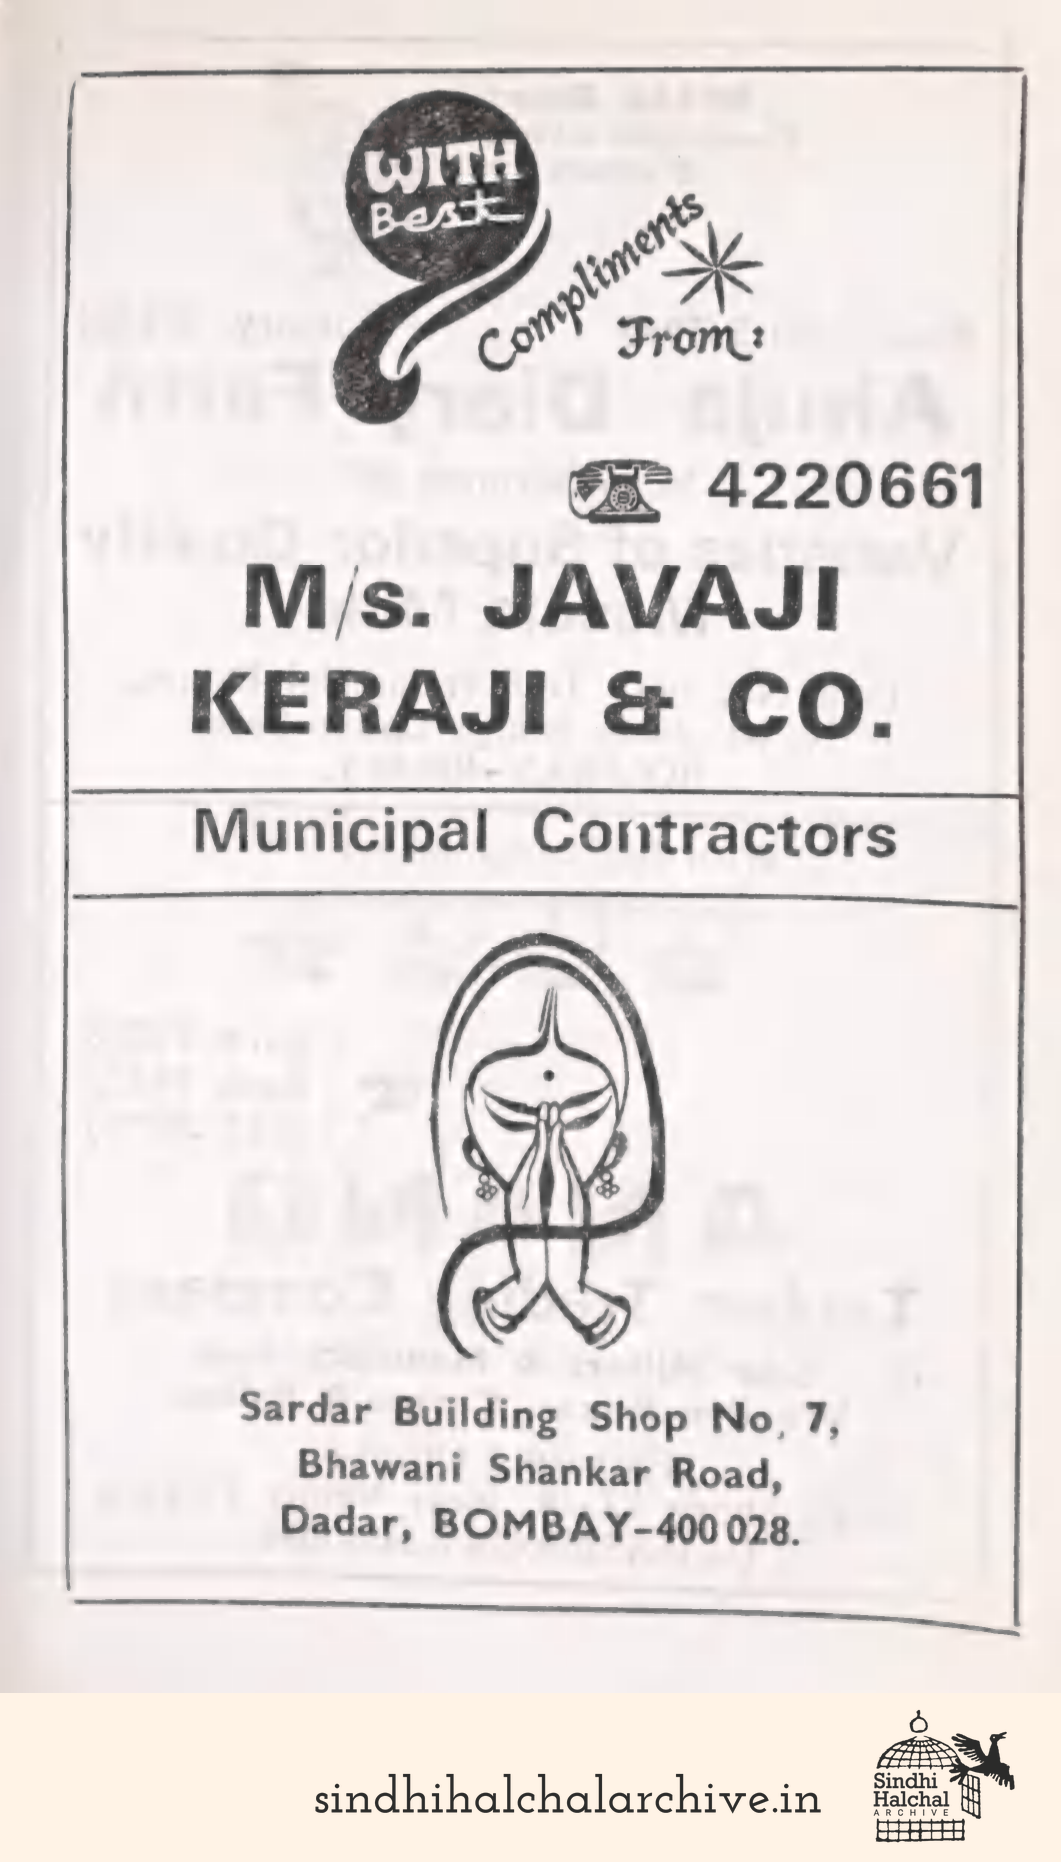 WITH
Best
Compliments
From:
4220661
M/s. JAVAJI
KERAJI & CO.
Municipal Contractors
Sardar Building Shop No. 7,
Bhawani Shankar Road,
Dadar, BOMBAY-400 028.
sindhihalchalarchive.in
Sindhi
Halchal
ARCHIVE